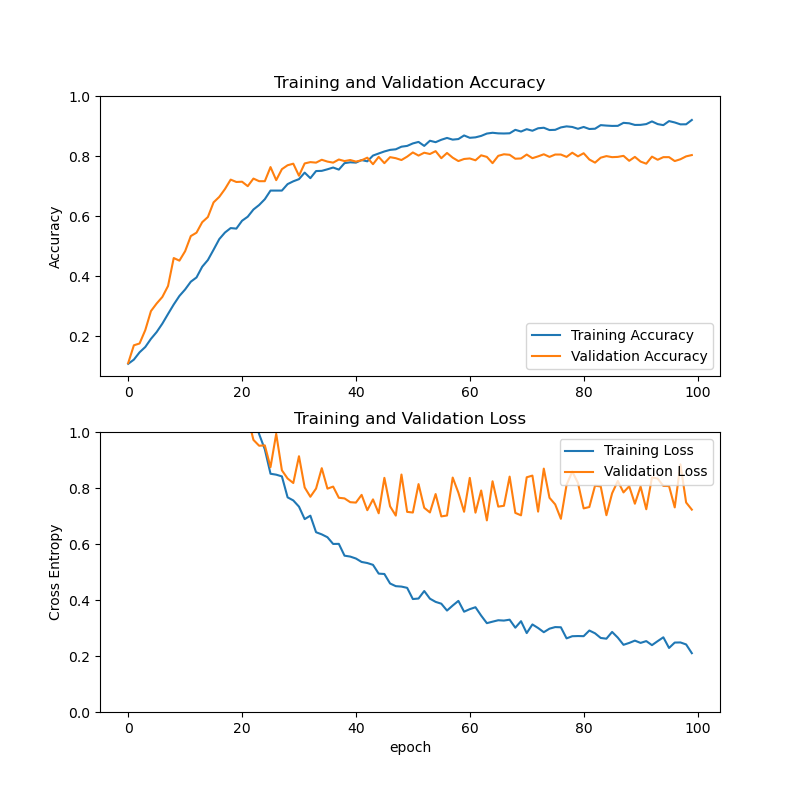 Training and Validation Accuracy
1.0
0.8
0.6
0.4
0.2
Accuracy
Training Accuracy
Validation Accuracy
0 20 40 60 80 100
Training and Validation Loss
1.0
0.8
0.6
0.4
0.2
0.0
Cross Entropy
Training Loss
Validation Loss
0 20 40 60 80 100
epoch